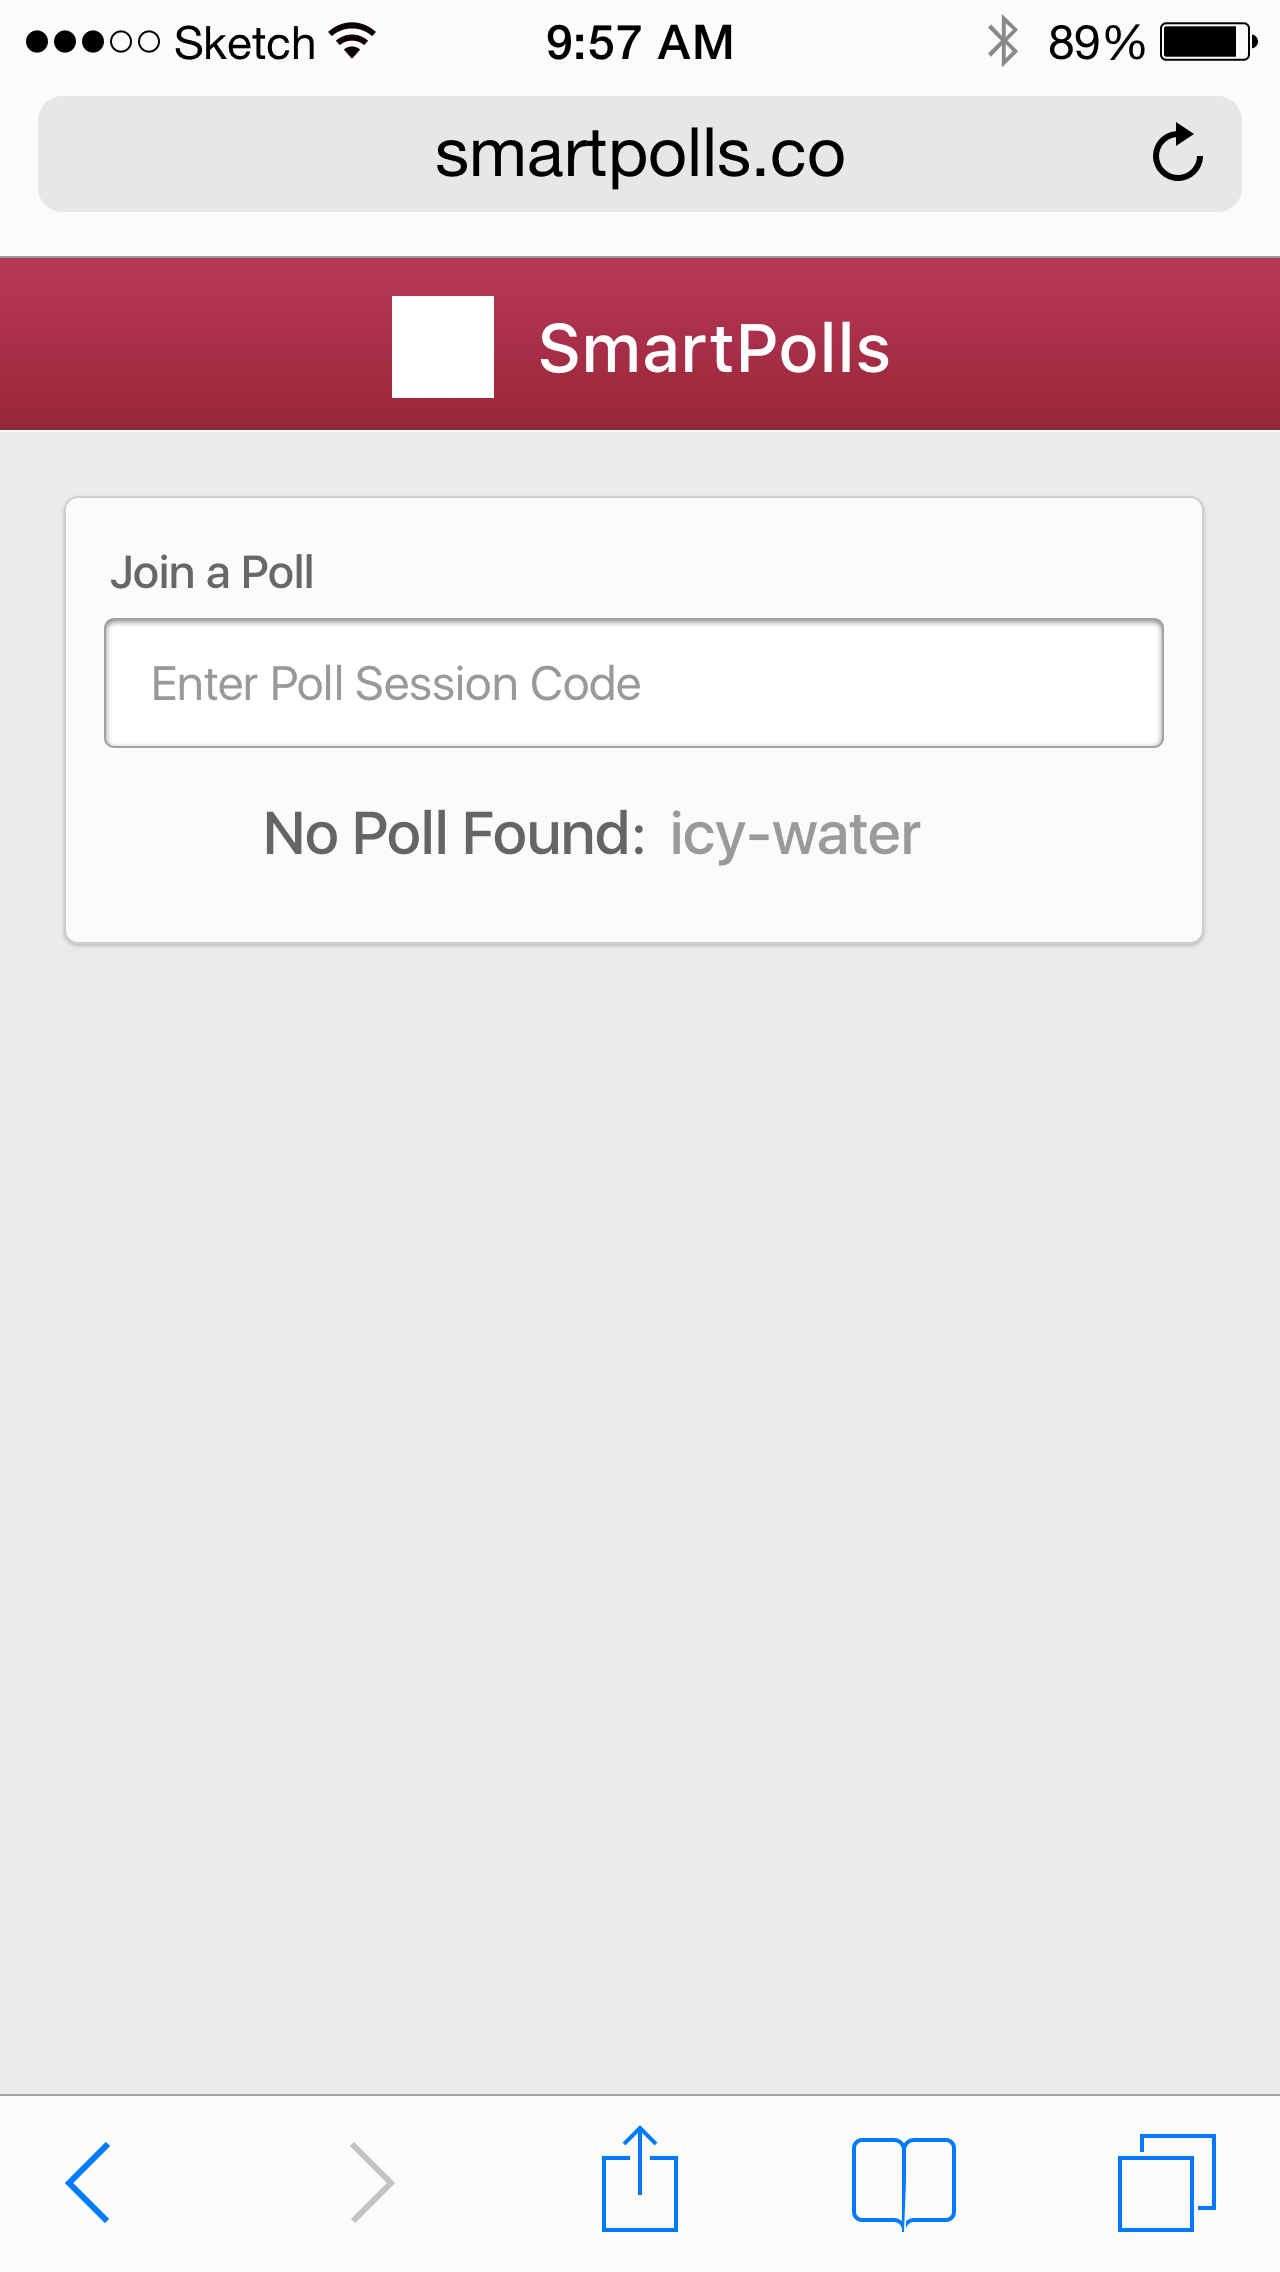 Sketch 9:57 AM 89%
smartpolls.co
SmartPolls
Join a Poll
Enter Poll Session Code
No Poll Found: icy-water